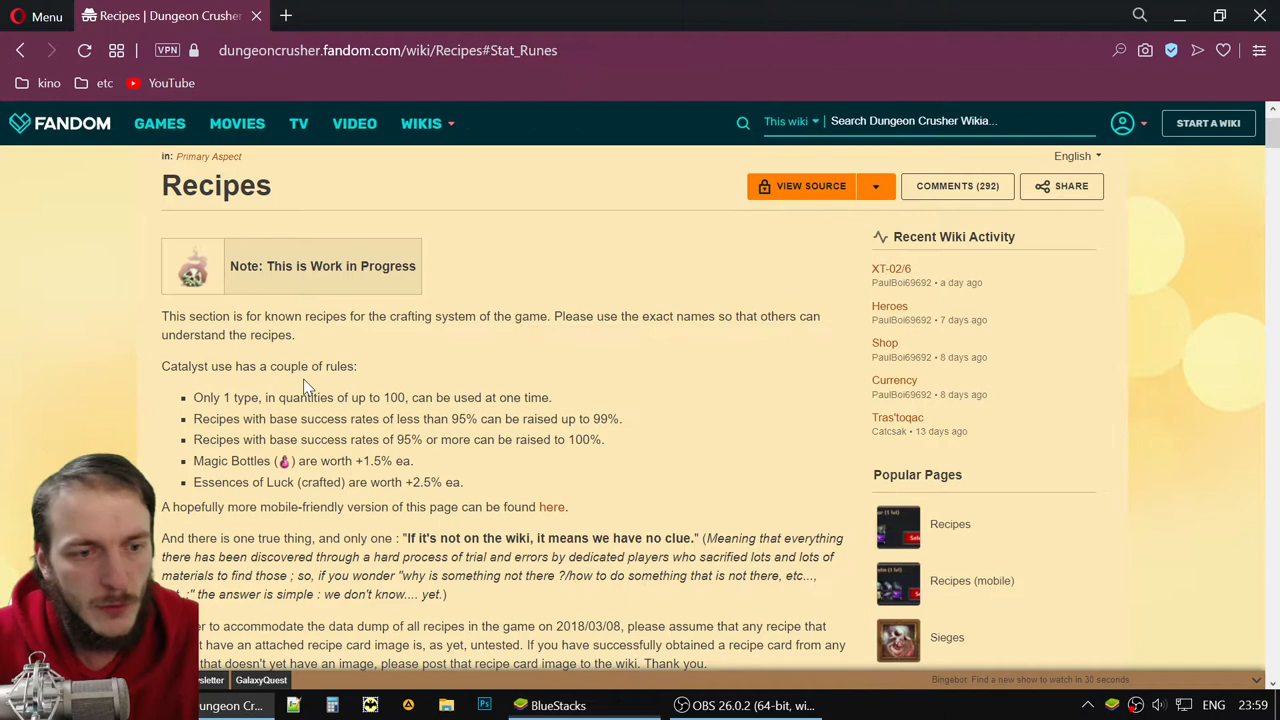 Menu
Recipes | Dungeon Crusher
VPN
dungeoncrusher.fandom.com/wiki/Recipes#Stat_Runes
kino
etc
YouTube
FANDOM
GAMES
MOVIES
TV
VIDEO
WIKIS
This wiki
Search Dungeon Crusher Wikia...
START A WIKI
in: Primary Aspect
English
Recipes
VIEW SOURCE
COMMENTS (292)
SHARE
Note: This is Work in Progress
This section is for known recipes for the crafting system of the game. Please use the exact names so that others can
understand the recipes.
Catalyst use has a couple of rules:
Only 1 type, in quantities of up to 100, can be used at one time.
Recipes with base success rates of less than 95% can be raised up to 99%.
Recipes with base success rates of 95% or more can be raised to 100%.
Magic Bottles ( ) are worth +1.5% ea.
Essences of Luck (crafted) are worth +2.5% ea.
A hopefully more mobile-friendly version of this page can be found here.
And there is one true thing, and only one : "If it's not on the wiki, it means we have no clue." (Meaning that everything
there has been discovered through a hard process of trial and errors by dedicated players who sacrified lots and lots of
materials to find those ; so, if you wonder "why is something not there ?/how to do something that is not there, etc...,
;" the answer is simple : we don't know.... yet.)
er to accommodate the data dump of all recipes in the game on 2018/03/08, please assume that any recipe that
t have an attached recipe card image is, as yet, untested. If you have successfully obtained a recipe card from any
that doesn't yet have an image, please post that recipe card image to the wiki. Thank you.
Recent Wiki Activity
XT-02/6
PaulBoi69692 • a day ago
Heroes
PaulBoi69692 • 7 days ago
Shop
PaulBoi69692 • 8 days ago
Currency
PaulBoi69692 • 8 days ago
Tras'toqac
Catcsak • 13 days ago
Popular Pages
Recipes
Recipes (mobile)
Sieges
sletter
GalaxyQuest
Bingebot: Find a new show to watch in 30 seconds
ungeon Cr...
BlueStacks
OBS 26.0.2 (64-bit, wi...
ENG
23:59